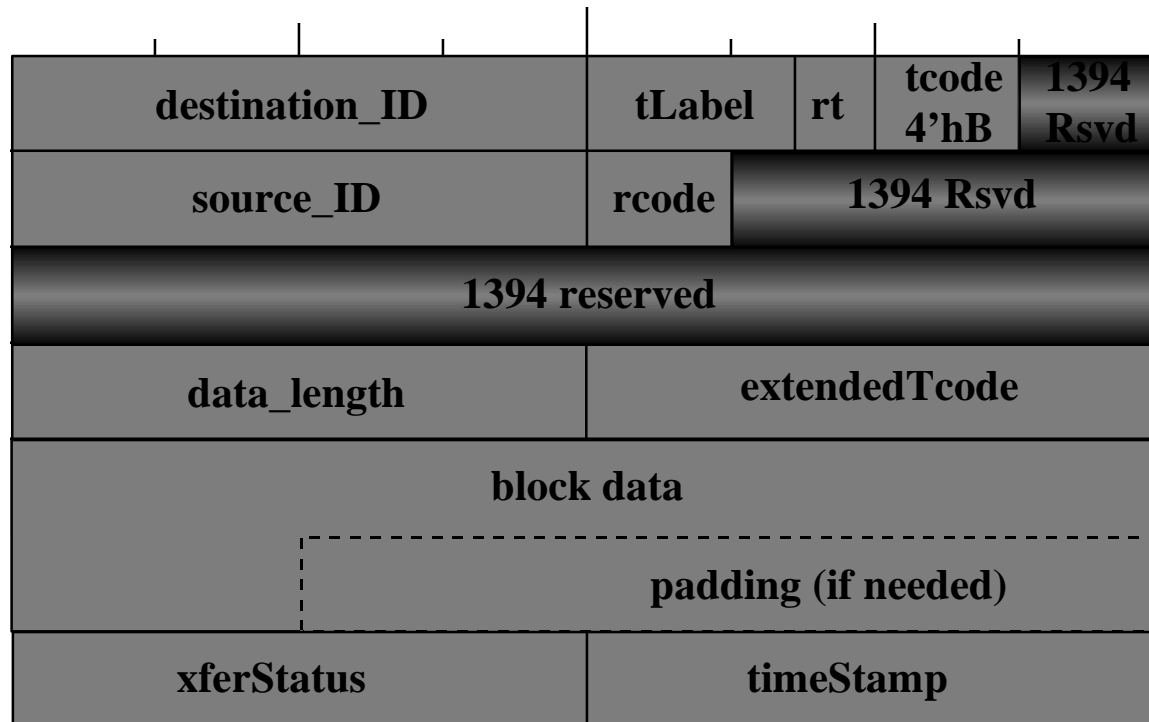 destination_ID
tLabel
rt
tcode
4'hB
1394
Rsvd
source_ID
rcode
1394 Rsvd
1394 reserved
data_length
extendedTcode
block data
padding (if needed)
xferStatus
timeStamp